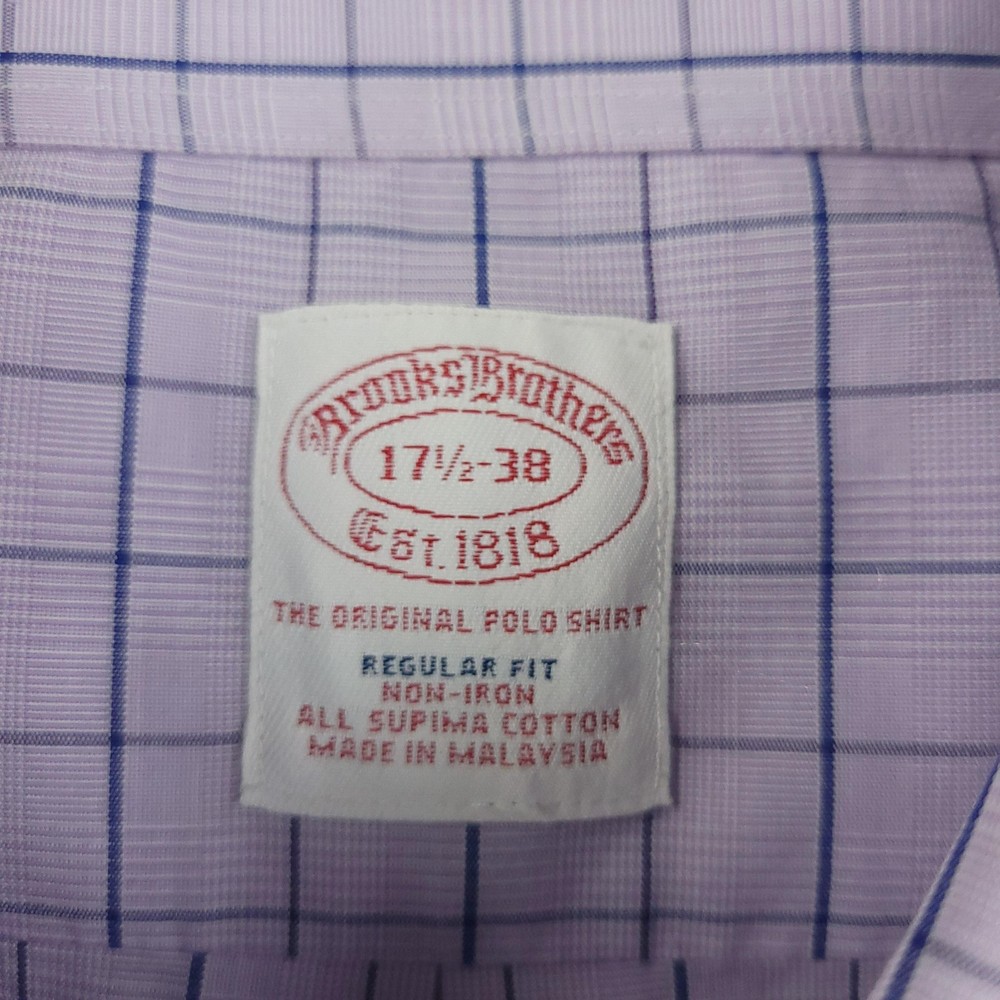 Brooks Brothers
17½-38
Est. 1818
THE ORIGINAL POLO SHIRT
REGULAR FIT
NON-IRON
ALL SUPIMA COTTON
MADE IN MALAYSIA